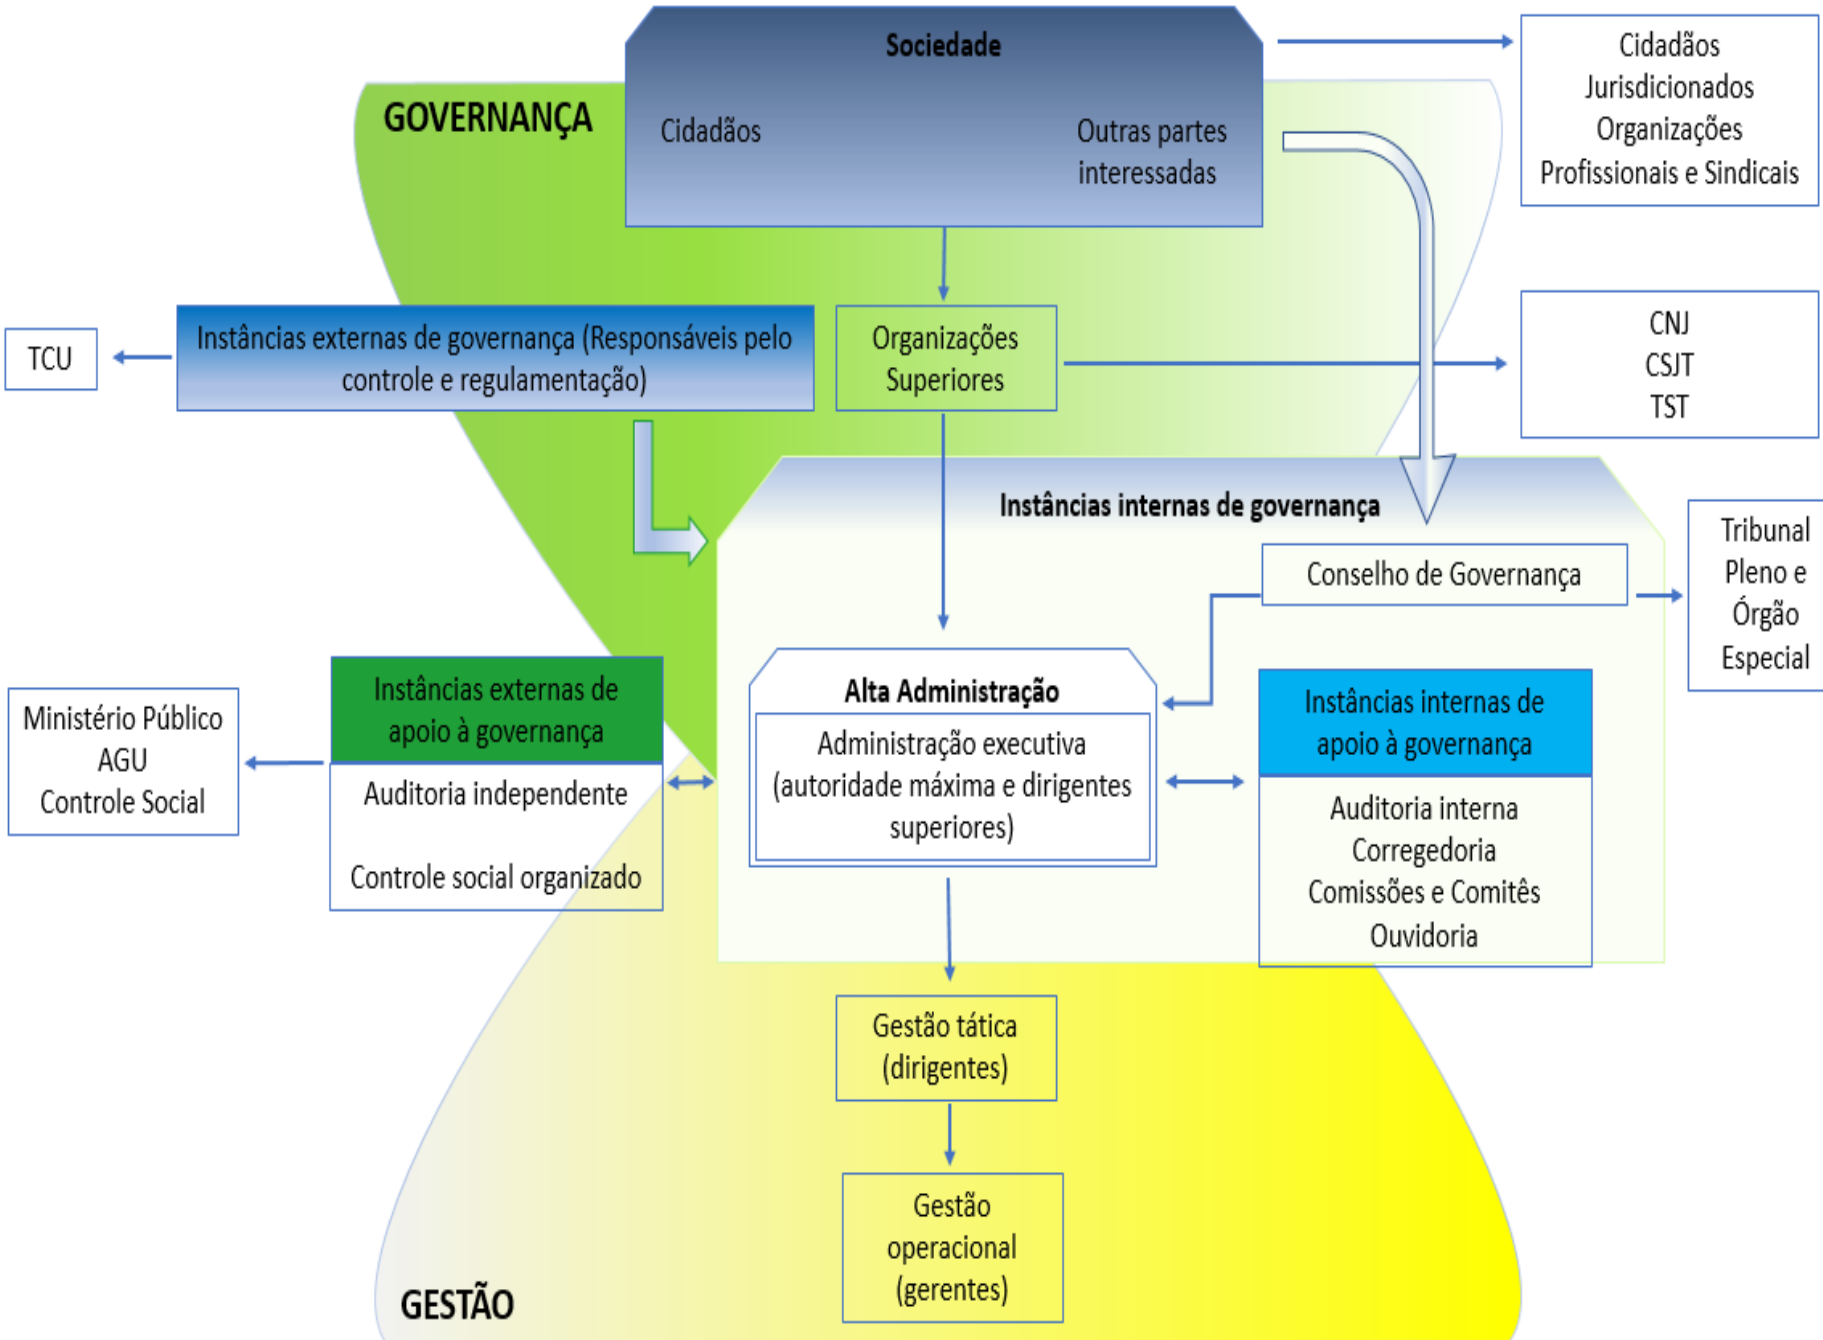 Sociedade
Cidadãos
Outras partes
interessadas
Cidadãos
Jurisdicionados
Organizações
Profissionais e Sindicais
GOVERNANÇA
TCU
Instâncias externas de governança (Responsáveis pelo
controle e regulamentação)
Organizações
Superiores
CNJ
CSJT
TST
Instâncias internas de governança
Conselho de Governança
Tribunal
Pleno e
Órgão
Especial
Ministério Público
AGU
Controle Social
Instâncias externas de
apoio à governança
Auditoria independente
Controle social organizado
Alta Administração
Administração executiva
(autoridade máxima e dirigentes
superiores)
Instâncias internas de
apoio à governança
Auditoria interna
Corregedoria
Comissões e Comitês
Ouvidoria
Gestão tática
(dirigentes)
Gestão
operacional
(gerentes)
GESTÃO